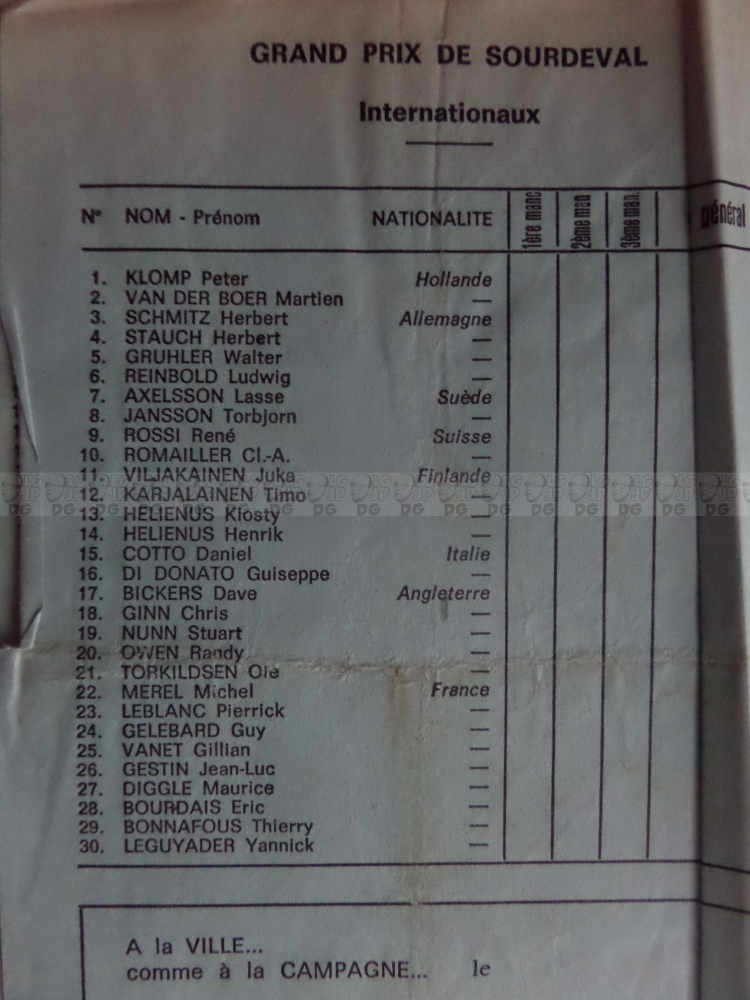 GRAND PRIX DE SOURDEVAL
Internationaux
N° NOM - Prénom NATIONALITE 1ère manc 2ème man 3ème man. général
1. KLOMP Peter Hollande
2. VAN DER BOER Martien —
3. SCHMITZ Herbert Allemagne
4. STAUCH Herbert —
5. GRUHLER Walter —
6. REINBOLD Ludwig —
7. AXELSSON Lasse Suède
8. JANSSON Torbjorn —
9. ROSSI René Suisse
10. ROMAILLER Cl.-A. —
11. VILJAKAINEN Juka Finlande
12. KARJALAINEN Timo —
13. HELIENUS Klosty —
14. HELIENUS Henrik —
15. COTTO Daniel Italie
16. DI DONATO Guiseppe —
17. BICKERS Dave Angleterre
18. GINN Chris —
19. NUNN Stuart —
20. OWEN Randy —
21. TORKILDSEN Ole —
22. MEREL Michel France
23. LEBLANC Pierrick —
24. GELEBARD Guy —
25. VANET Gillian —
26. GESTIN Jean-Luc —
27. DIGGLE Maurice —
28. BOURDAIS Eric —
29. BONNAFOUS Thierry —
30. LEGUYADER Yannick —
A la VILLE...
comme à la CAMPAGNE... le